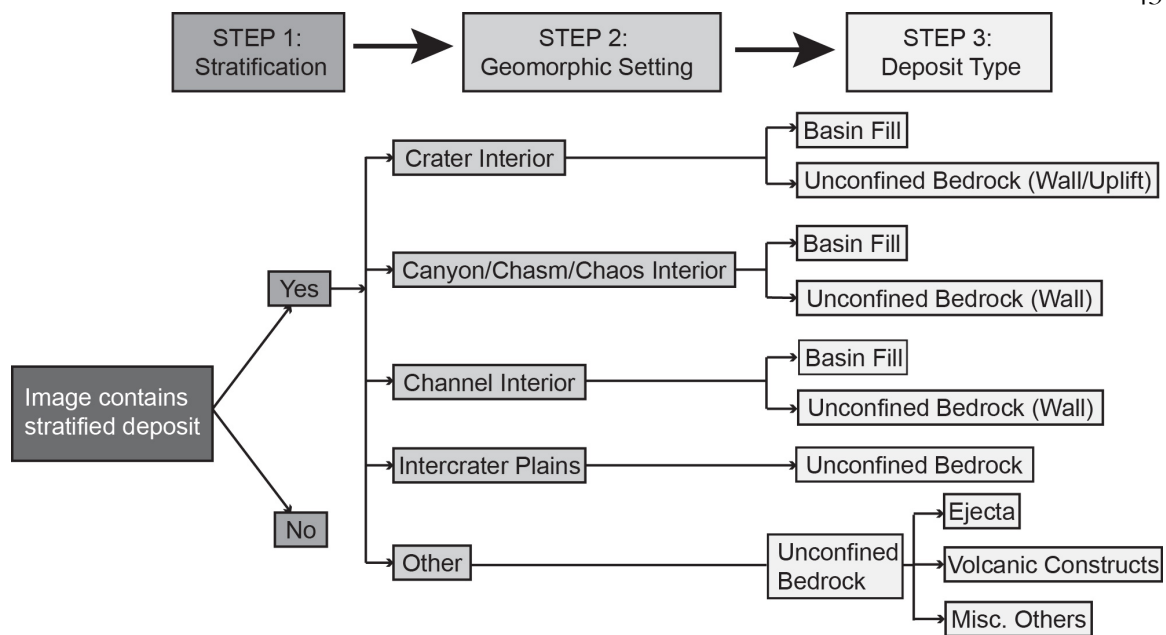 STEP 1:
Stratification
STEP 2:
Geomorphic Setting
STEP 3:
Deposit Type
Crater Interior
Basin Fill
Unconfined Bedrock (Wall/Uplift)
Canyon/Chasm/Chaos Interior
Basin Fill
Unconfined Bedrock (Wall)
Yes
Channel Interior
Basin Fill
Unconfined Bedrock (Wall)
Image contains
stratified deposit
Intercrater Plains
Unconfined Bedrock
No
Other
Unconfined
Bedrock
Ejecta
Volcanic Constructs
Misc. Others